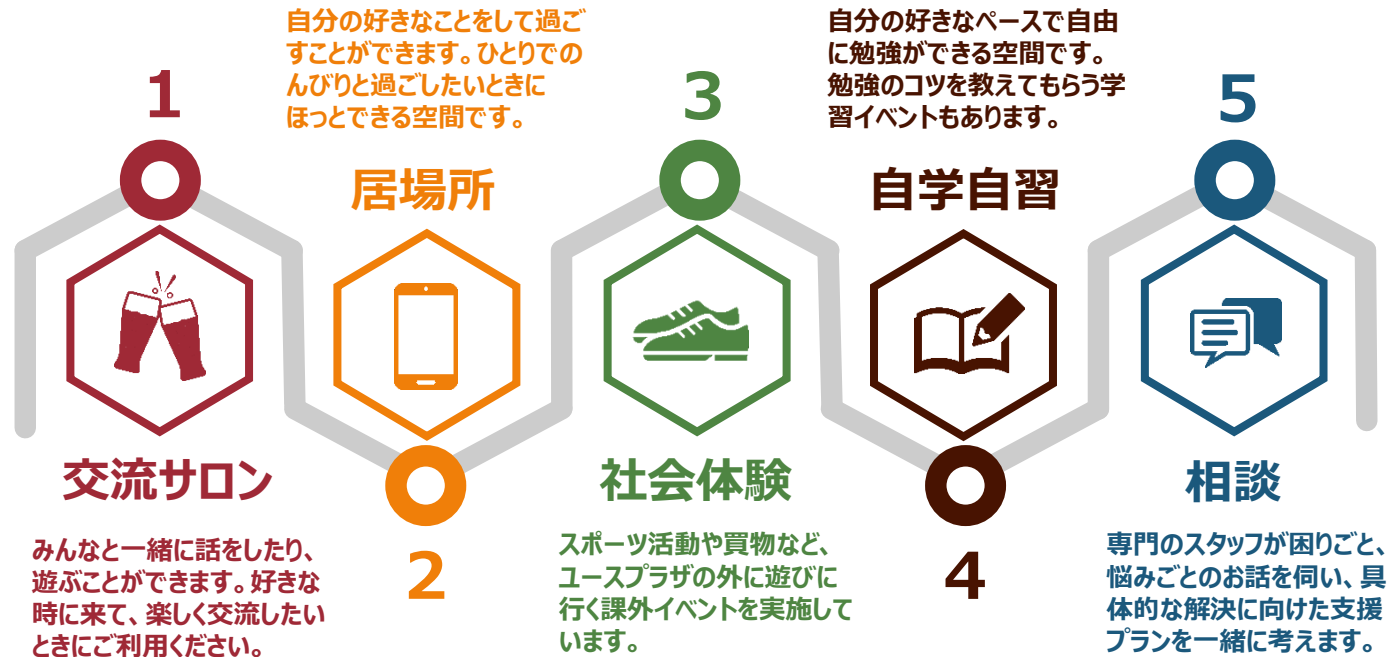 1
交流サロン
みんなと一緒に話をしたり、
遊ぶことができます。好きな
時に来て、楽しく交流したい
ときにご利用ください。
自分の好きなことをして過ご
すことができます。ひとりでの
んびりと過ごしたいときに
ほっとできる空間です。
居場所
2
3
社会体験
スポーツ活動や買物など、
ユースプラザの外に遊びに
行く課外イベントを実施して
います。
自分の好きなペースで自由
に勉強ができる空間です。
勉強のコツを教えてもらう学
習イベントもあります。
自学自習
4
5
相談
専門のスタッフが困りごと、
悩みごとのお話を伺い、具
体的な解決に向けた支援
プランを一緒に考えます。